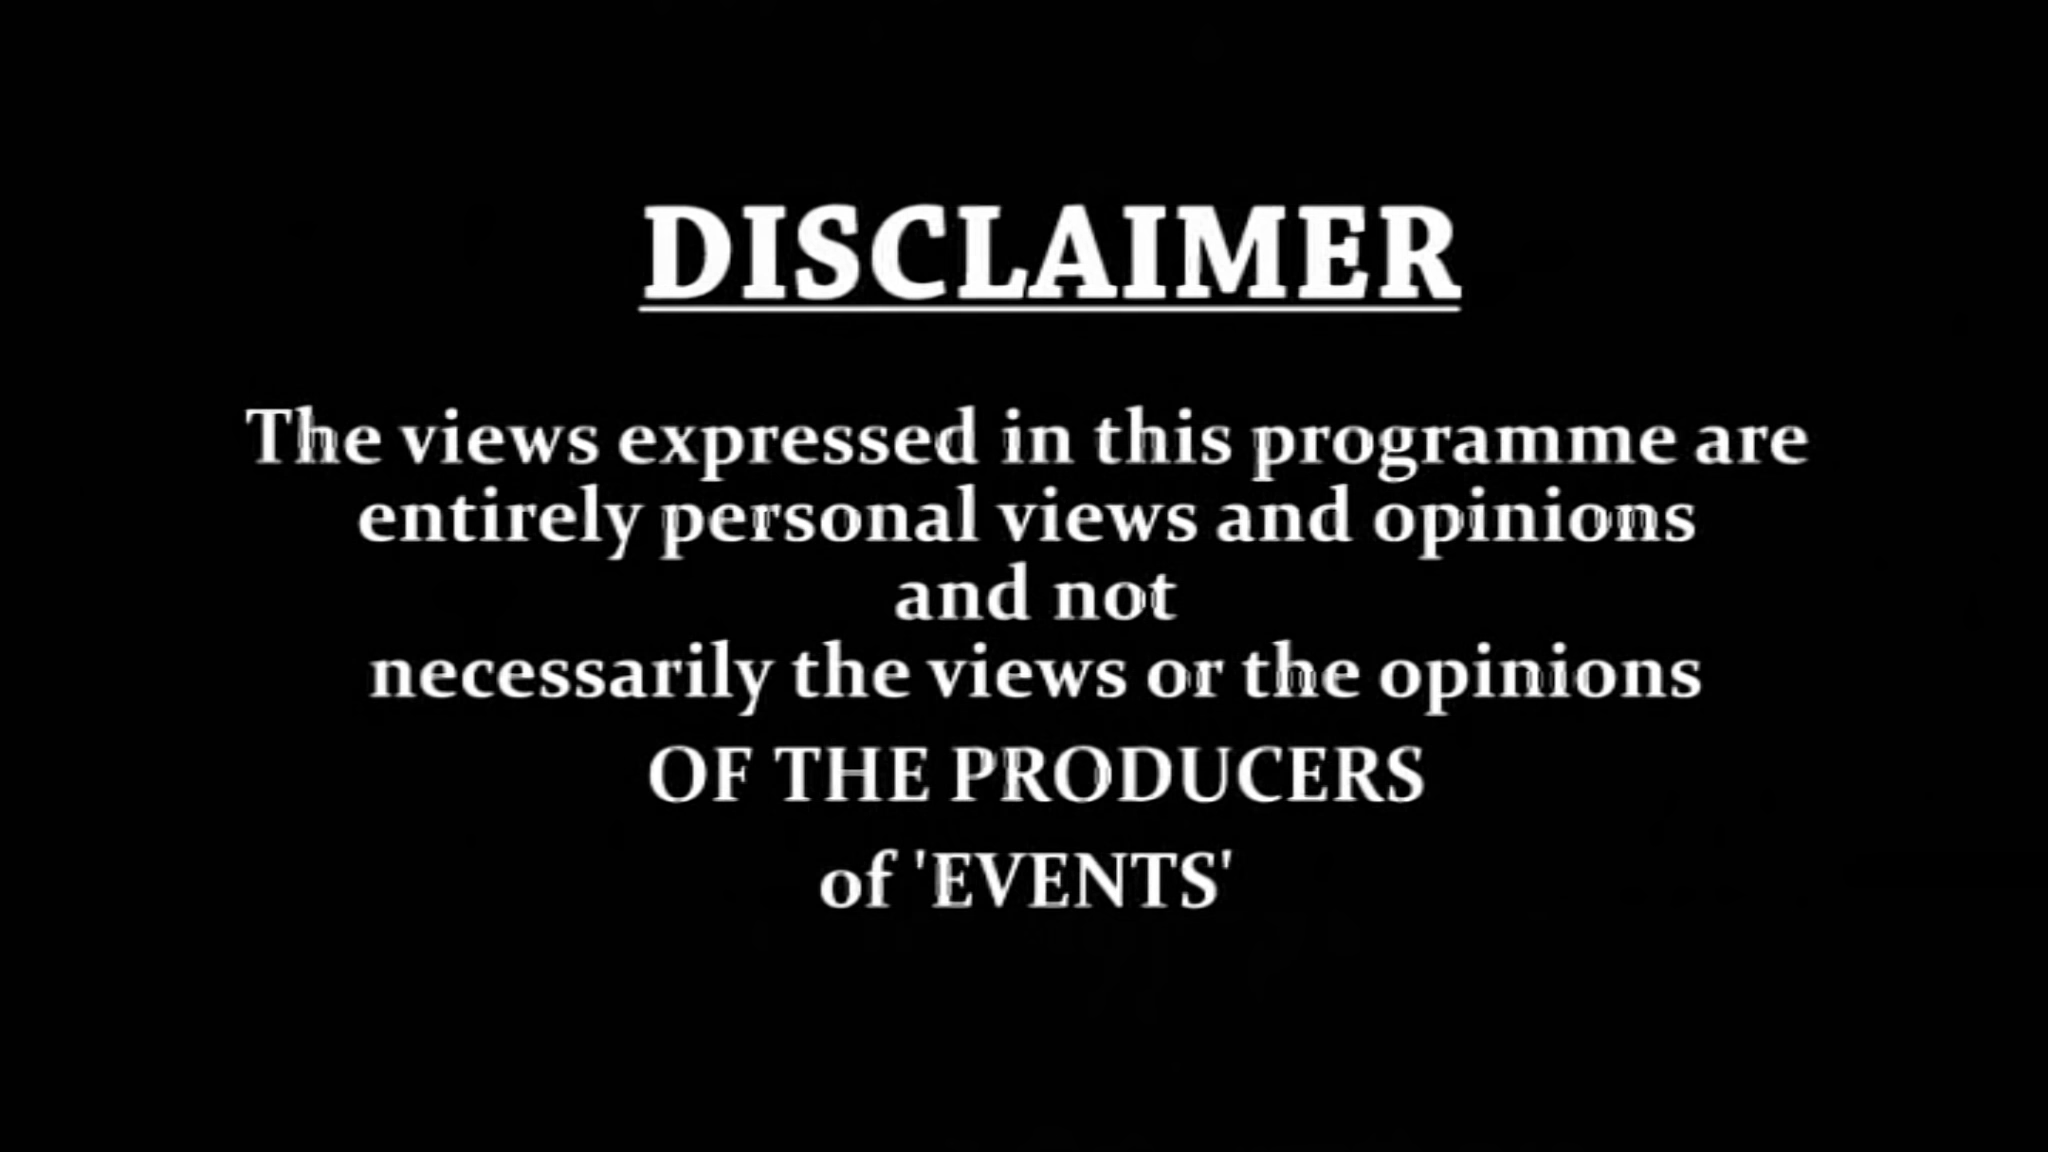 DISCLAIMER
The views expressed in this programme are
entirely personal views and opinions
and not
necessarily the views or the opinions
OF THE PRODUCERS
of 'EVENTS'